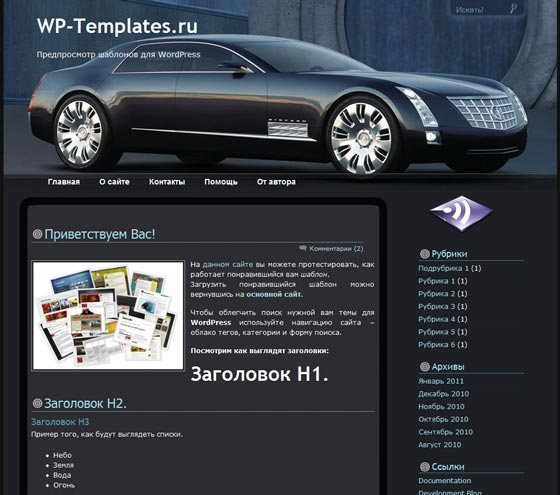 Искать!
WP-Templates.ru
Предпросмотр шаблонов для WordPress
Главная О сайте Контакты Помощь От автора
Приветствуем Вас!
Комментарии (2)
На данном сайте вы можете протестировать, как
работает понравившийся вам шаблон.
Загрузить понравившийся шаблон можно
вернувшись на основной сайт.
Чтобы облегчить поиск нужной вам темы для
WordPress используйте навигацию сайта –
облако тегов, категории и форму поиска.
Посмотрим как выглядят заголовки:
Заголовок H1.
Заголовок H2.
Заголовок H3
Пример того, как будут выглядеть списки.
Небо
Земля
Вода
Огонь
Рубрики
Подрубрика 1 (1)
Рубрика 1 (1)
Рубрика 2 (1)
Рубрика 3 (1)
Рубрика 4 (1)
Рубрика 5 (1)
Рубрика 6 (1)
Архивы
Январь 2011
Декабрь 2010
Ноябрь 2010
Октябрь 2010
Сентябрь 2010
Август 2010
Ссылки
Documentation
Development Blog